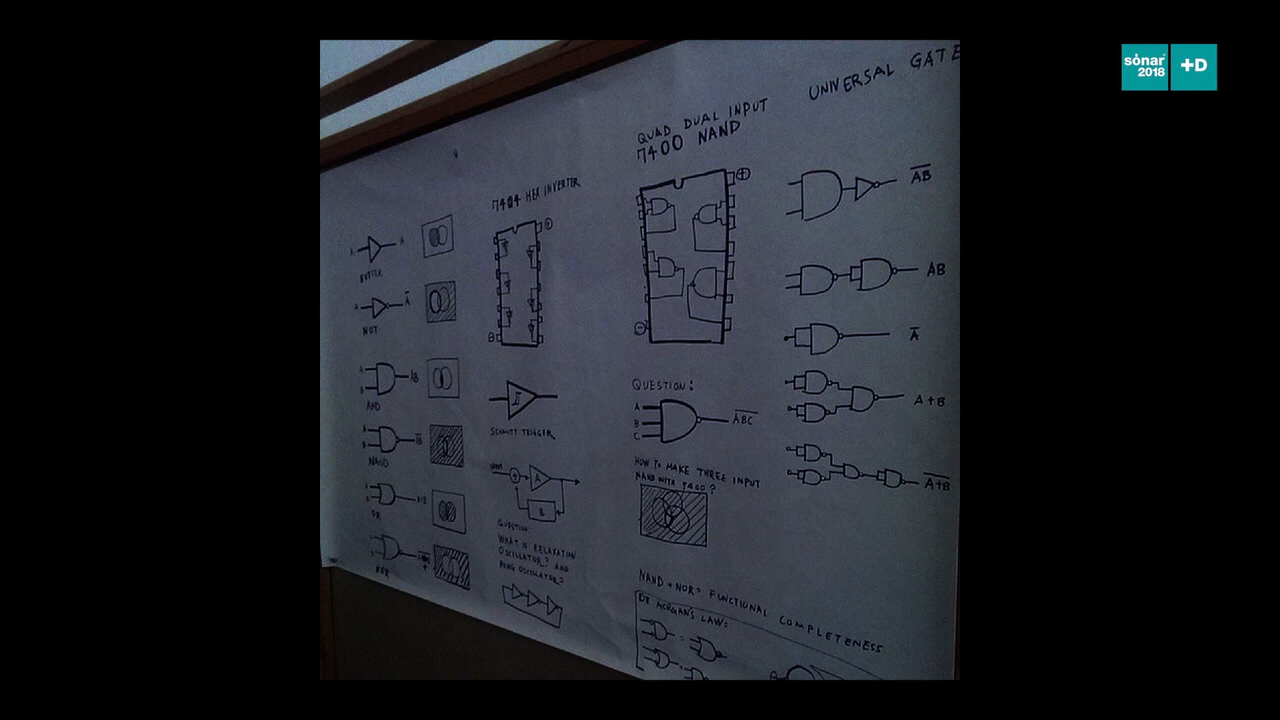 sónar
2018
+D
UNIVERSAL GATE
QUAD DUAL INPUT
7400 NAND
7404 HEX INVERTER
A A
BUFFER
A A̅
NOT
A
B
AB
AND
A
B
NAND
A
B
A+B
OR
NOR
SCHMITT TRIGGER
A
B
QUESTION:
WHAT IS RELAXATION
OSCILLATOR? AND
RING OSCILLATOR?
QUESTION:
A
B
C
A̅B̅C̅
HOW TO MAKE THREE INPUT
NAND WITH 7400?
A̅B̅
AB
A̅
A+B
A̅+̅B̅
NAND + NOR = FUNCTIONAL COMPLETENESS
DE MORGAN'S LAW: